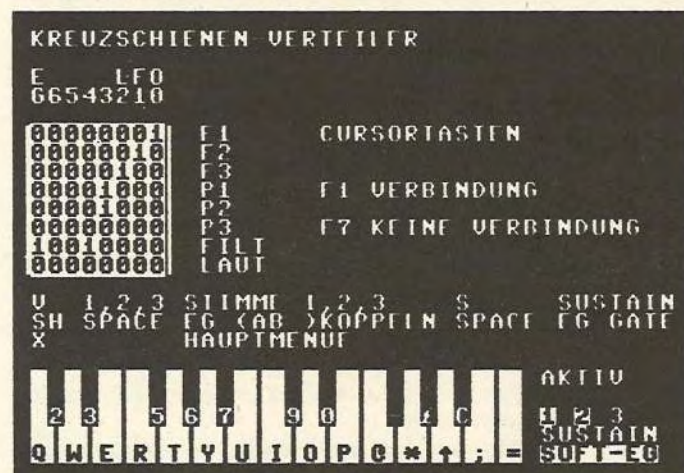 KREUZSCHIENEN VERTEILER
E LFO
G6543210
00000001 F1 CURSORTASTEN
00000010 F2
00000100 F3
00001000 P1 F1 VERBINDUNG
00001000 P2
00000000 P3 F7 KEINE VERBINDUNG
10010000 FILT
00000000 LAUT
V 1,2,3 STIMME 1,2,3 S SUSTAIN
SH SPACE EG (AB )KOPPELN SPACE EG GATE
X HAUPTMENUE
AKTIV
2 3 5 6 7 9 0 - £ C 1 2 3
SUSTAIN
Q W E R T Y U I O P @ * ↑ ; = SUFT-EG